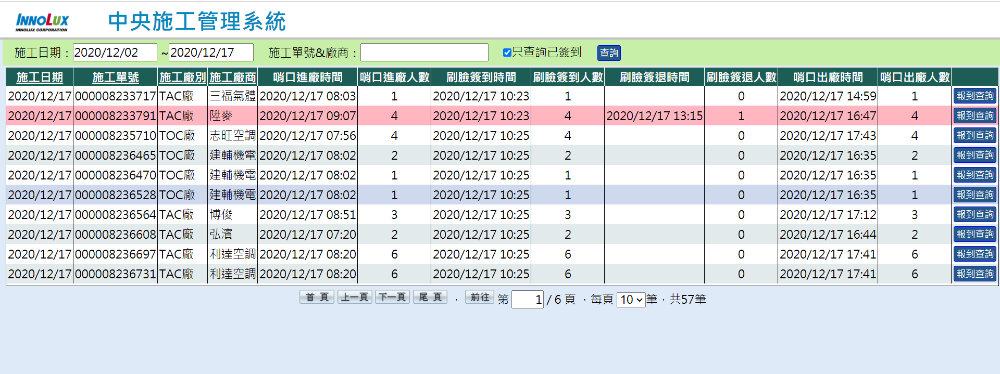 INNOLUX
INNOLUX CORPORATION
中央施工管理系統
施工日期：2020/12/02 ~2020/12/17 施工單號&廠商： 只查詢已簽到 查詢
施工日期 施工單號 施工廠別 施工廠商 哨口進廠時間 哨口進廠人數 刷臉簽到時間 刷臉簽到人數 刷臉簽退時間 刷臉簽退人數 哨口出廠時間 哨口出廠人數
2020/12/17 000008233717 TAC廠 三福氣體 2020/12/17 08:03 1 2020/12/17 10:23 1 0 2020/12/17 14:59 1 報到查詢
2020/12/17 000008233791 TAC廠 陞麥 2020/12/17 09:07 4 2020/12/17 10:23 4 2020/12/17 13:15 1 2020/12/17 16:47 4 報到查詢
2020/12/17 000008235710 TOC廠 志旺空調 2020/12/17 07:56 4 2020/12/17 10:25 4 0 2020/12/17 17:43 4 報到查詢
2020/12/17 000008236465 TOC廠 建輔機電 2020/12/17 08:02 2 2020/12/17 10:25 2 0 2020/12/17 16:35 2 報到查詢
2020/12/17 000008236470 TOC廠 建輔機電 2020/12/17 08:02 1 2020/12/17 10:25 1 0 2020/12/17 16:35 1 報到查詢
2020/12/17 000008236528 TOC廠 建輔機電 2020/12/17 08:02 1 2020/12/17 10:25 1 0 2020/12/17 16:35 1 報到查詢
2020/12/17 000008236564 TAC廠 博俊 2020/12/17 08:51 3 2020/12/17 10:25 3 0 2020/12/17 17:12 3 報到查詢
2020/12/17 000008236608 TAC廠 弘濱 2020/12/17 07:20 2 2020/12/17 10:25 2 0 2020/12/17 16:44 2 報到查詢
2020/12/17 000008236697 TAC廠 利達空調 2020/12/17 08:20 6 2020/12/17 10:25 6 0 2020/12/17 17:41 6 報到查詢
2020/12/17 000008236731 TAC廠 利達空調 2020/12/17 08:20 6 2020/12/17 10:25 6 0 2020/12/17 17:41 6 報到查詢
首 頁 上一頁 下一頁 尾 頁 ， 前往 第 1 / 6 頁 ，每頁 10 筆，共57筆